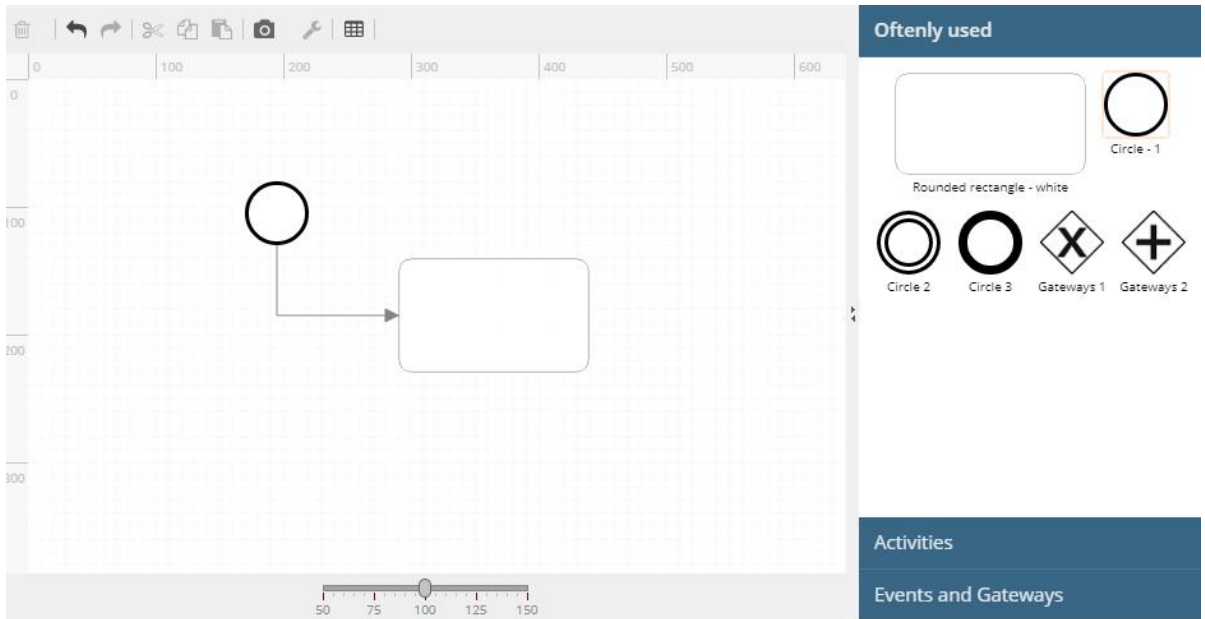 Oftenly used
0 100 200 300 400 500 600
0
100
200
300
Circle - 1
Rounded rectangle - white
Circle 2 Circle 3 Gateways 1 Gateways 2
Activities
Events and Gateways
50 75 100 125 150